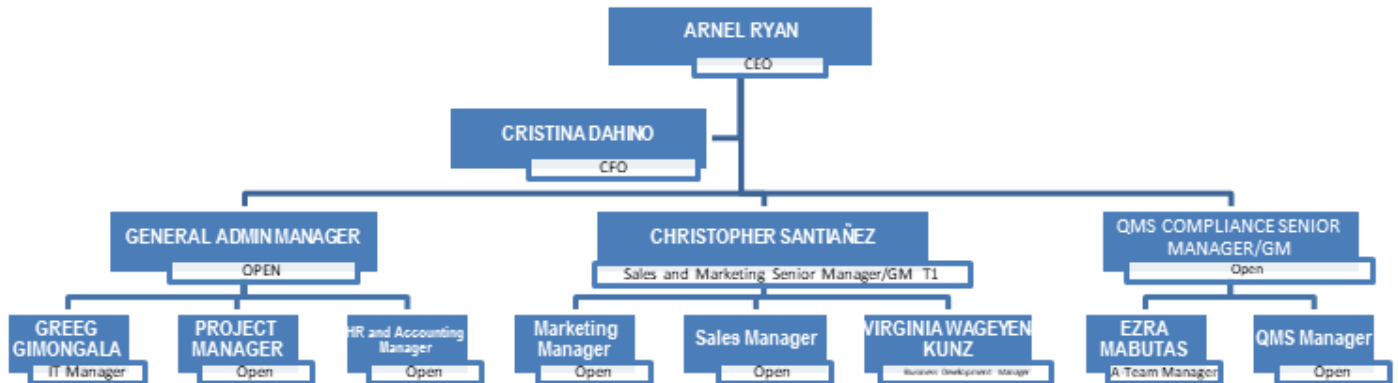 ARNEL RYAN
CEO
CRISTINA DAHINO
CFO
GENERAL ADMIN MANAGER
OPEN
CHRISTOPHER SANTIAÑEZ
Sales and Marketing Senior Manager/GM T1
QMS COMPLIANCE SENIOR
MANAGER/GM
Open
GREEG
GIMONGALA
IT Manager
PROJECT
MANAGER
Open
HR and Accounting
Manager
Open
Marketing
Manager
Open
Sales Manager
Open
VIRGINIA WAGEYEN
KUNZ
Business Development Manager
EZRA
MABUTAS
A-Team Manager
QMS Manager
Open